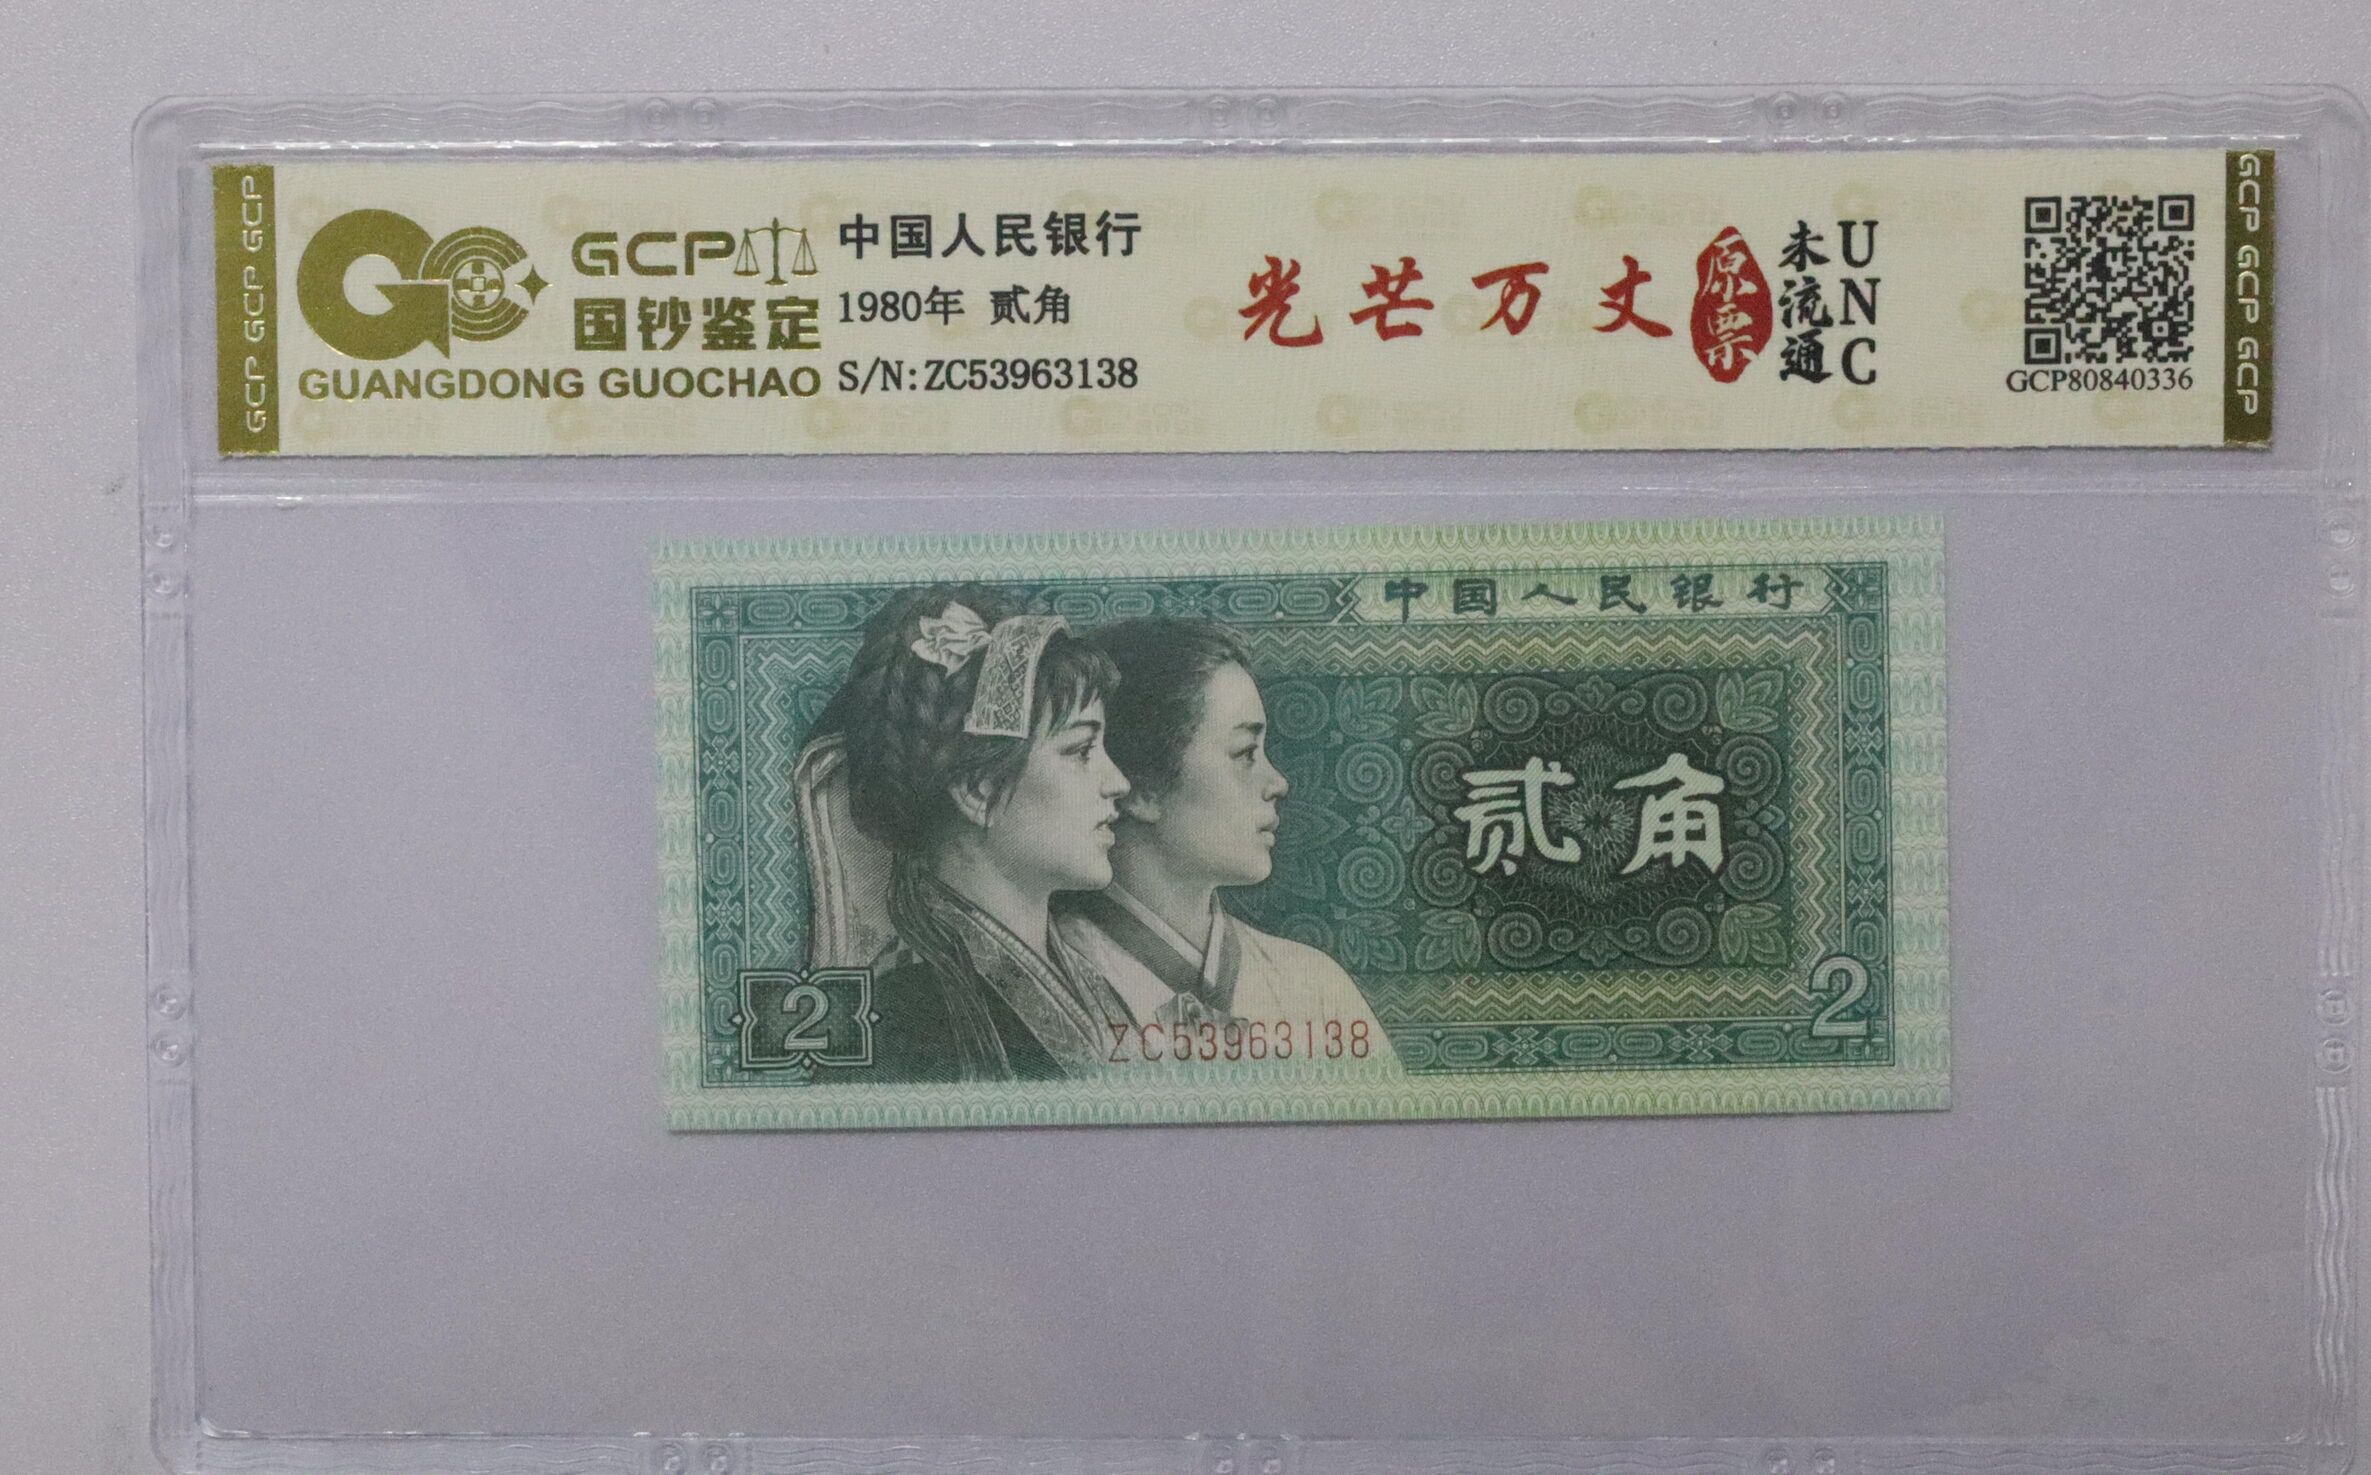 GCP GCP GCP
GCP
国钞鉴定
GUANGDONG GUOCHAO
中国人民银行
1980年 贰角
S/N:ZC53963138
光芒万丈
原票
未流通
UNC
GCP80840336
GCP GCP GCP
中国人民银行
贰角
2
ZC53963138
2